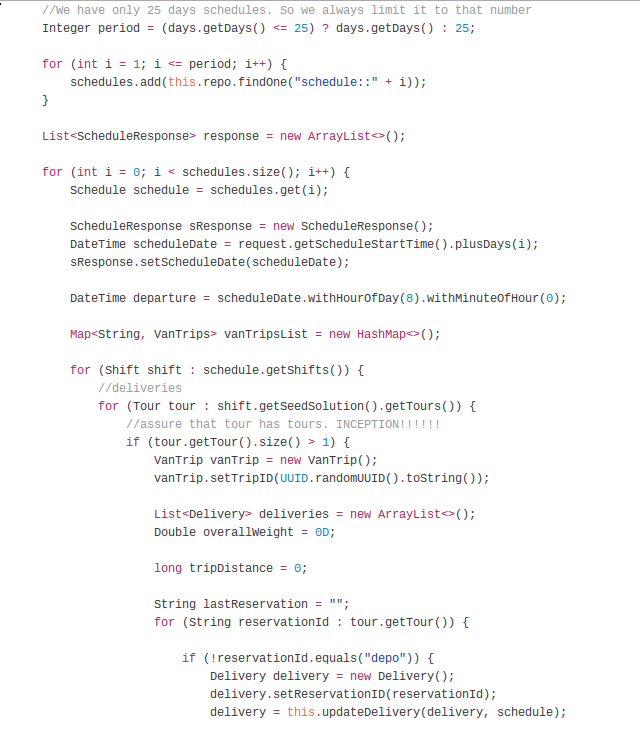 //We have only 25 days schedules. So we always limit it to that number
Integer period = (days.getDays() <= 25) ? days.getDays() : 25;
for (int i = 1; i <= period; i++) {
schedules.add(this.repo.findOne("schedule::" + i));
}
List<ScheduleResponse> response = new ArrayList<>();
for (int i = 0; i < schedules.size(); i++) {
Schedule schedule = schedules.get(i);
ScheduleResponse sResponse = new ScheduleResponse();
DateTime scheduleDate = request.getScheduleStartTime().plusDays(i);
sResponse.setScheduleDate(scheduleDate);
DateTime departure = scheduleDate.withHourOfDay(8).withMinuteOfHour(0);
Map<String, VanTrips> vanTripsList = new HashMap<>();
for (Shift shift : schedule.getShifts()) {
//deliveries
for (Tour tour : shift.getSeedSolution().getTours()) {
//assure that tour has tours. INCEPTION!!!!!!
if (tour.getTour().size() > 1) {
VanTrip vanTrip = new VanTrip();
vanTrip.setTripID(UUID.randomUUID().toString());
List<Delivery> deliveries = new ArrayList<>();
Double overallWeight = 0D;
long tripDistance = 0;
String lastReservation = "";
for (String reservationId : tour.getTour()) {
if (!reservationId.equals("depo")) {
Delivery delivery = new Delivery();
delivery.setReservationID(reservationId);
delivery = this.updateDelivery(delivery, schedule);